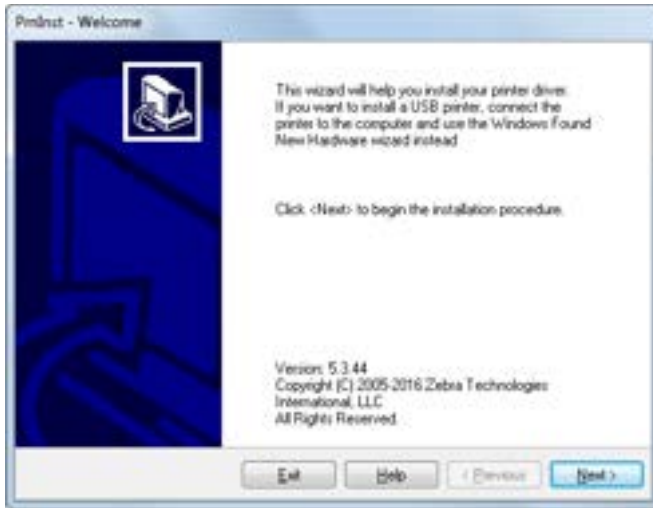 PrnInst - Welcome
This wizard will help you install your printer driver.
If you want to install a USB printer, connect the
printer to the computer and use the Windows Found
New Hardware wizard instead
Click <Next> to begin the installation procedure.
Version: 5.3.44
Copyright (C) 2005-2016 Zebra Technologies
International, LLC
All Rights Reserved.
Exit Help < Previous Next >